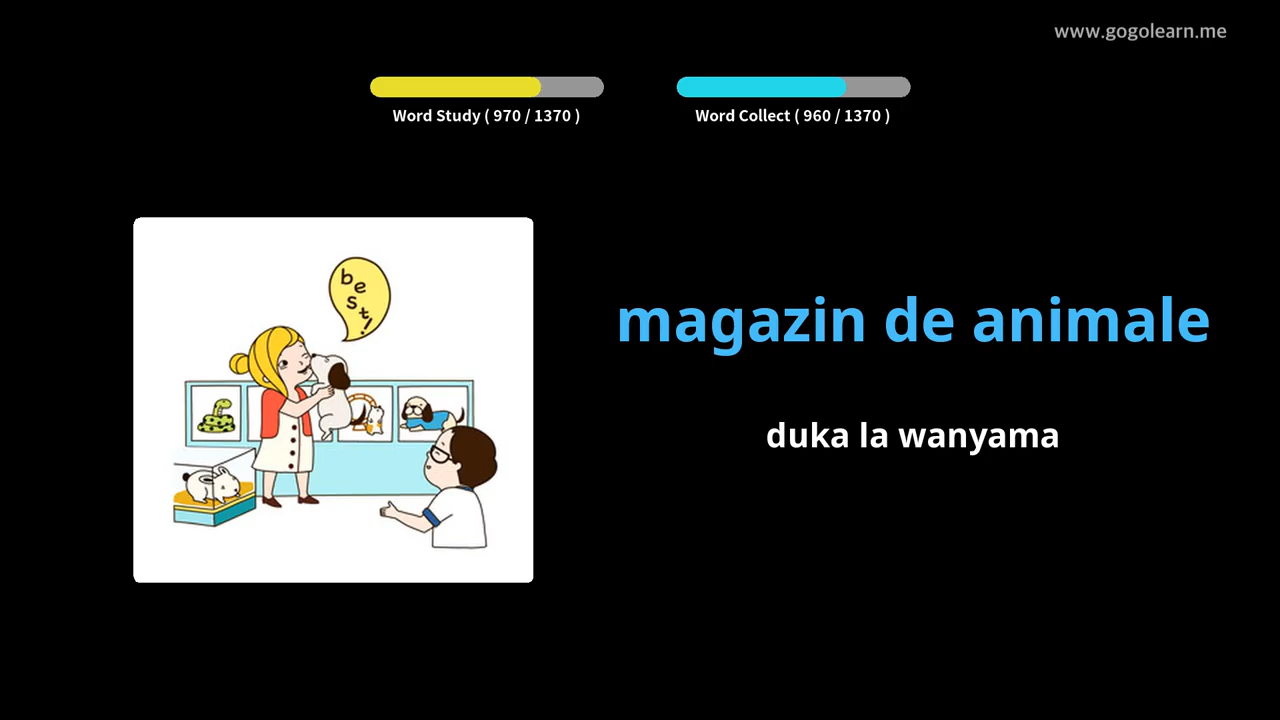 www.gogolearn.me
Word Study ( 970 / 1370 )
Word Collect ( 960 / 1370 )
best!
magazin de animale
duka la wanyama